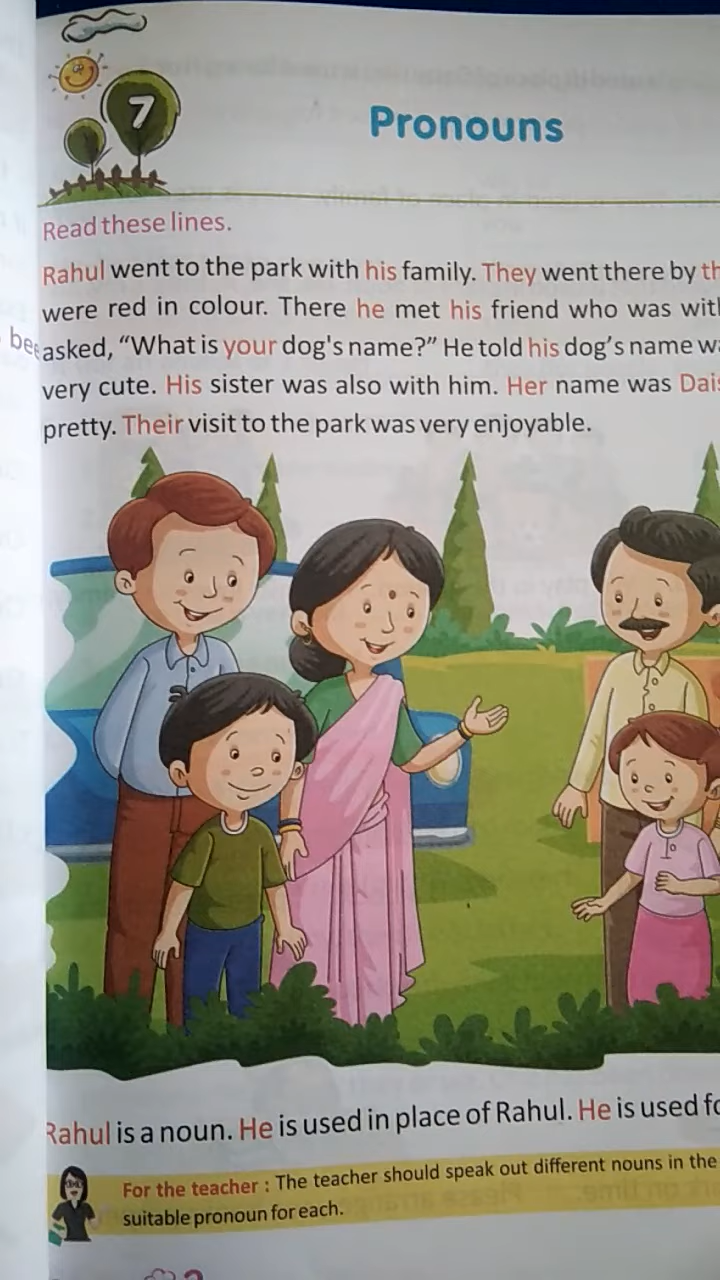 7
Pronouns
Read these lines.
Rahul went to the park with his family. They went there by
were red in colour. There he met his friend who was
asked, “What is your dog's name?” He told his dog’s name
very cute. His sister was also with him. Her name was
pretty. Their visit to the park was very enjoyable.
Rahul is a noun. He is used in place of Rahul. He is used
For the teacher : The teacher should speak out different nouns in the
suitable pronoun for each.